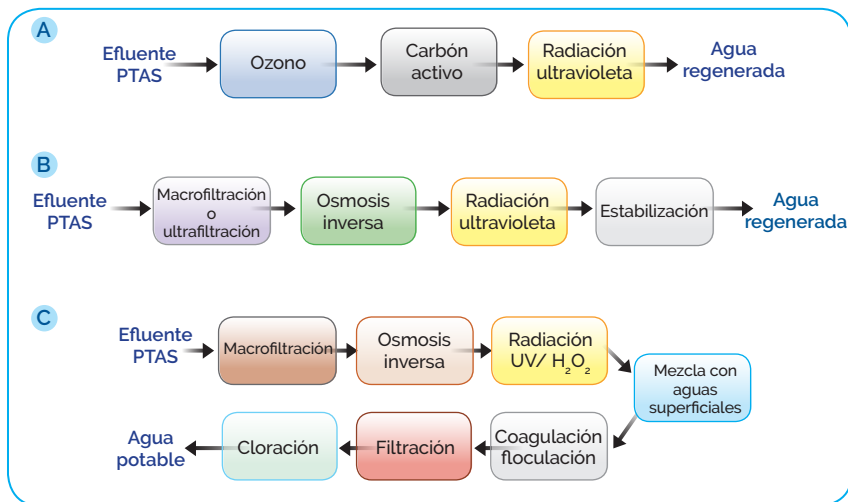 A
Efluente
PTAS
Ozono
Carbón
activo
Radiación
ultravioleta
Agua
regenerada
B
Efluente
PTAS
Macrofiltración
o
ultrafiltración
Osmosis
inversa
Radiación
ultravioleta
Estabilización
Agua
regenerada
C
Efluente
PTAS
Macrofiltración
Osmosis
inversa
Radiación
UV/ H₂O₂
Mezcla con
aguas
superficiales
Agua
potable
Cloración
Filtración
Coagulación
floculación